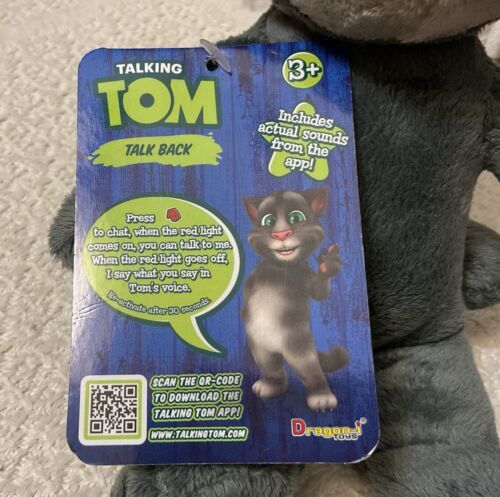 TALKING
TOM
TALK BACK
3+
Includes
actual sounds
from the
app!
Press
to chat, when the red light
comes on, you can talk to me.
When the red light goes off,
I say what you say in
Tom's voice.
Re-activate after 30 seconds.
SCAN THE QR-CODE
TO DOWNLOAD THE
TALKING TOM APP!
WWW.TALKINGTOM.COM
Dragon-i
toys